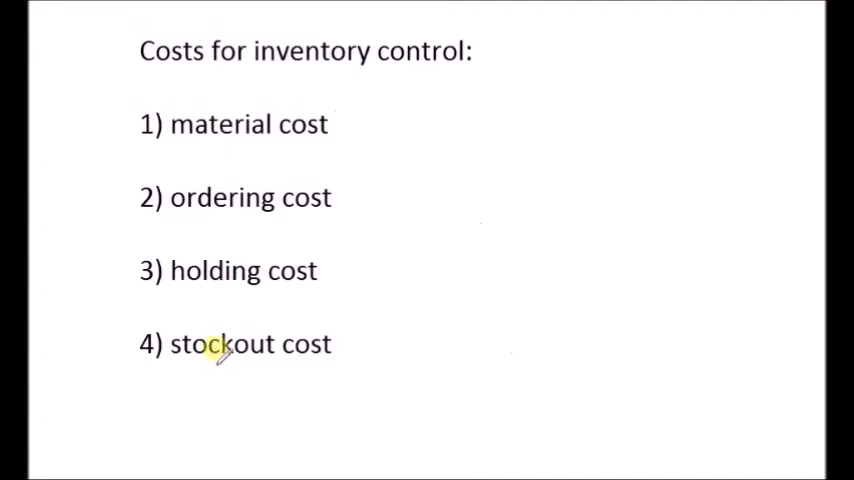 Costs for inventory control:
1) material cost
2) ordering cost
3) holding cost
4) stockout cost